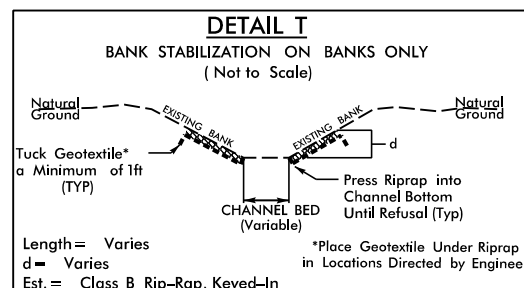 DETAIL T
BANK STABILIZATION ON BANKS ONLY
( Not to Scale)
Natural
Ground
EXISTING BANK
EXISTING BANK
Natural
Ground
d
Tuck Geotextile*
a Minimum of 1ft
(TYP)
Press Riprap into
Channel Bottom
Until Refusal (Typ)
CHANNEL BED
(Variable)
Length = Varies
d = Varies
Est. = Class B Rip-Rap, Keyed-In
*Place Geotextile Under Riprap
in Locations Directed by Enginee